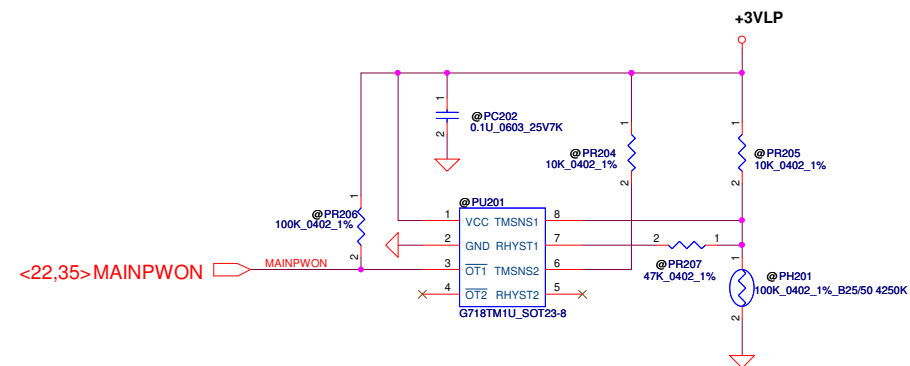 +3VLP
1
@PC202
0.1U_0603_25V7K
2
1
@PR204
10K_0402_1%
2
1
@PR205
10K_0402_1%
2
1
@PR206
100K_0402_1%
2
@PU201
1 VCC TMSNS1 8
2 GND RHYST1 7
3 OT1 TMSNS2 6
4 OT2 RHYST2 5
G718TM1U_SOT23-8
2 1
@PR207
47K_0402_1%
1
@PH201
100K_0402_1%_B25/50 4250K
2
<22,35>MAINPWON
MAINPWON